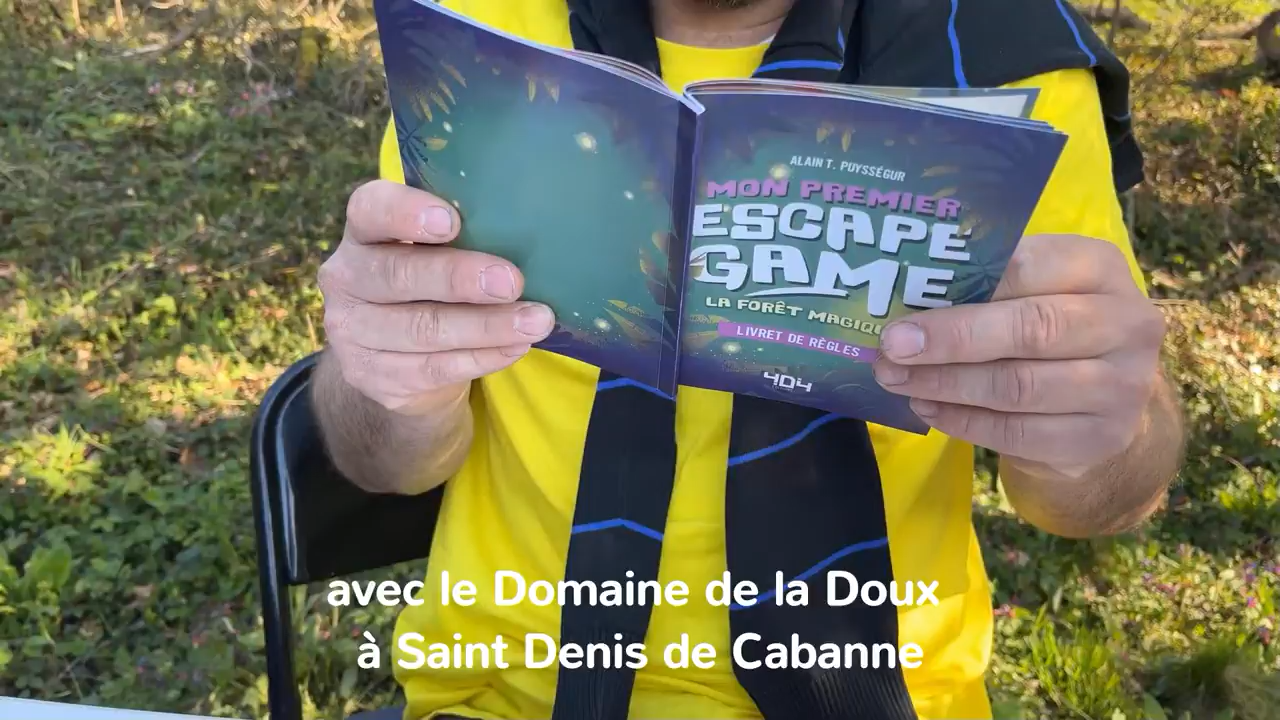 ALAIN T. PUYSSÉGUR
MON PREMIER
ESCAPE
GAME
LA FORÊT
LIVRET DE RÈGLES
404
avec le Domaine de la Doux
à Saint Denis de Cabanne